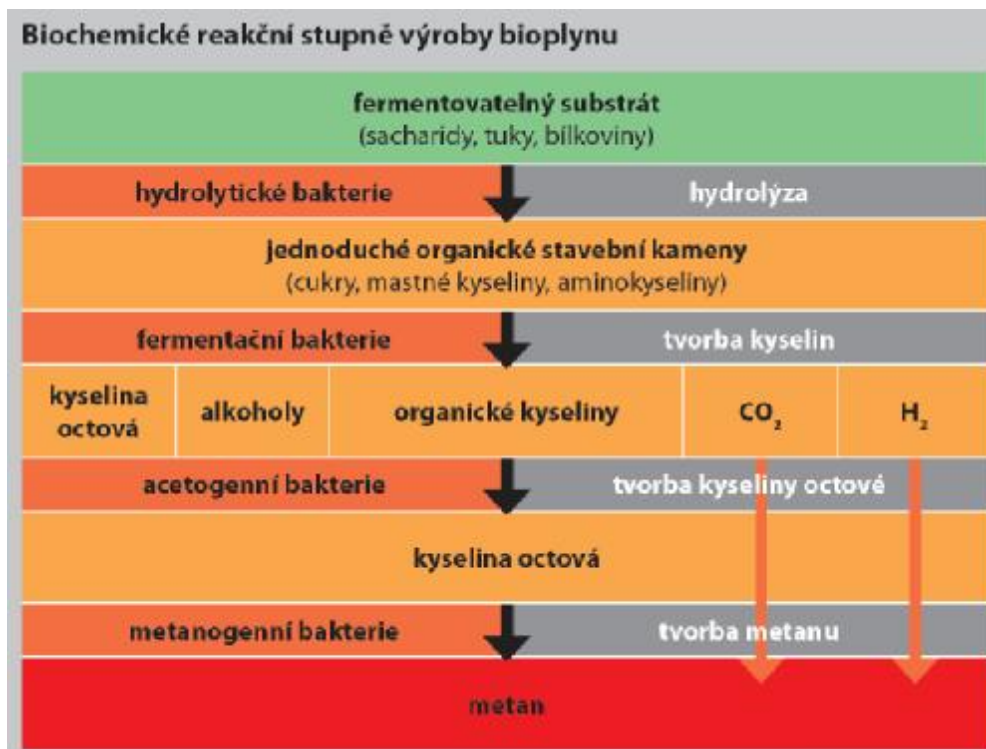 Biochemické reakční stupně výroby bioplynu
fermentovatelný substrát
(sacharidy, tuky, bílkoviny)
hydrolytické bakterie
hydrolýza
jednoduché organické stavební kameny
(cukry, mastné kyseliny, aminokyseliny)
fermentační bakterie
tvorba kyselin
kyselina
octová
alkoholy
organické kyseliny
CO₂
H₂
acetogenní bakterie
tvorba kyseliny octové
kyselina octová
metanogenní bakterie
tvorba metanu
metan